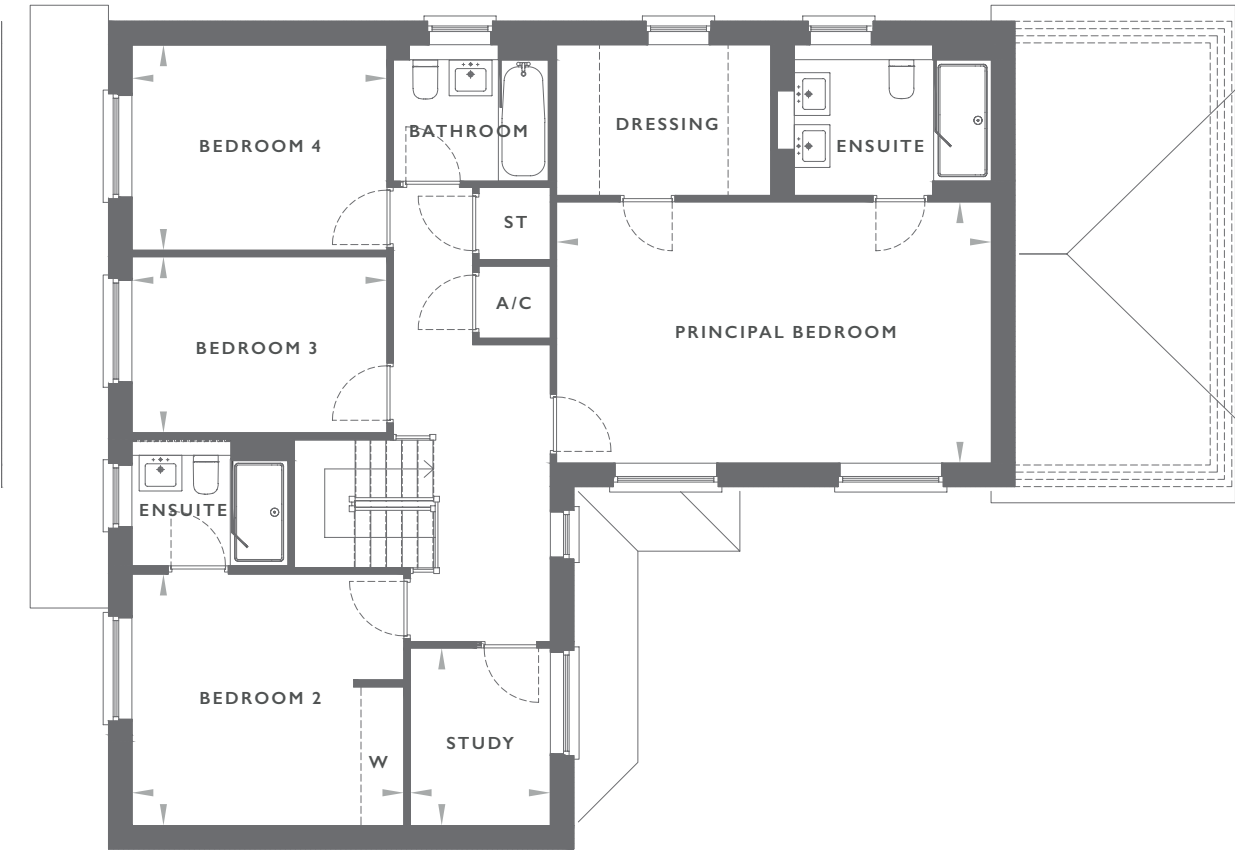 DRESSING
BATHROOM
BEDROOM 4
ENSUITE
ST
A/C
PRINCIPAL BEDROOM
BEDROOM 3
ENSUITE
BEDROOM 2
STUDY
W